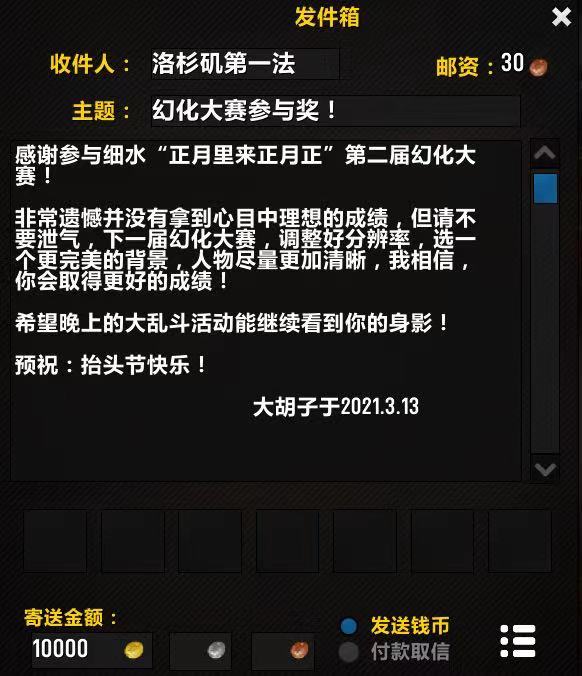 发件箱
收件人： 洛杉矶第一法 邮资：30
主题： 幻化大赛参与奖！
感谢参与细水“正月里来正月正”第二届幻化大
赛！
非常遗憾并没有拿到心目中理想的成绩，但请不
要泄气，下一届幻化大赛，调整好分辨率，选一
个更完美的背景，人物尽量更加清晰，我相信，
你会取得更好的成绩！
希望晚上的大乱斗活动能继续看到你的身影！
预祝：抬头节快乐！
大胡子于2021.3.13
寄送金额：
发送钱币
10000
付款取信